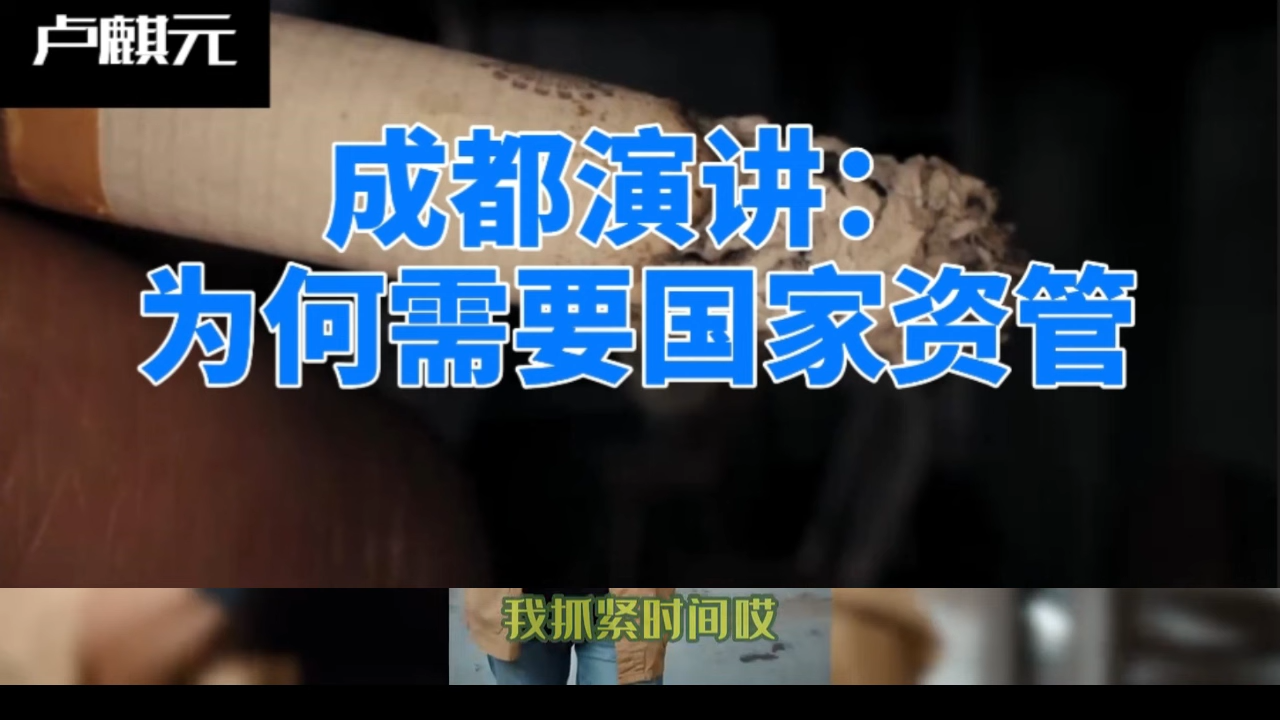 卢麒元
成都演讲：
为何需要国家资管
我抓紧时间哎